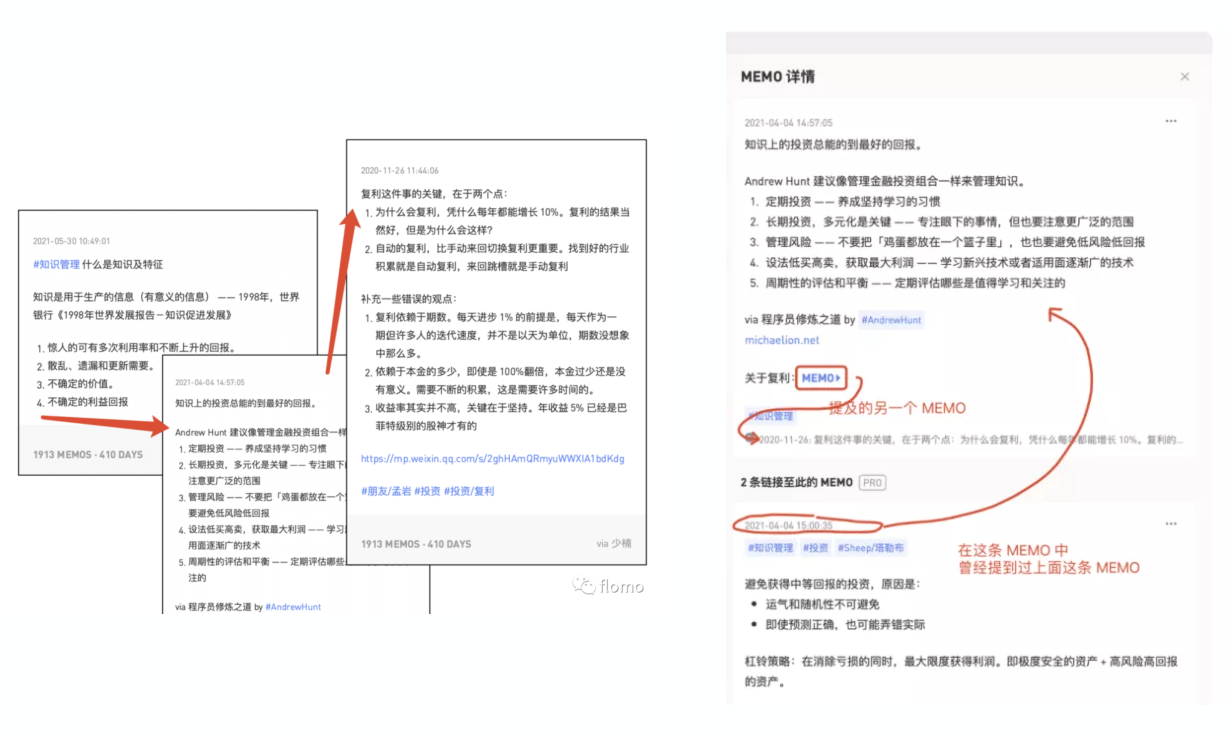 2021-05-30 10:49:01
#知识管理 什么是知识及特征
知识是用于生产的信息（有意义的信息） —— 1998年，世界
银行《1998年世界发展报告－知识促进发展》
1. 惊人的可有多次利用率和不断上升的回报。
2. 散乱、遗漏和更新需要。
3. 不确定的价值。
4. 不确定的利益回报
1913 MEMOS · 410 DAYS
2021-04-04 14:57:05
知识上的投资总能的到最好的回报。
Andrew Hunt 建议像管理金融投资组合一样
1. 定期投资 —— 养成坚持学习的习惯
2. 长期投资，多元化是关键 —— 专注眼下
注意更广泛的范围
3. 管理风险 —— 不要把「鸡蛋都放在一个
要避免低风险低回报
4. 设法低买高卖，获取最大利润 —— 学习
用面逐渐广的技术
5. 周期性的评估和平衡 —— 定期评估哪些
注的
via 程序员修炼之道 by #AndrewHunt
2020-11-26 11:44:06
复利这件事的关键，在于两个点：
1. 为什么会复利，凭什么每年都能增长 10%。复利的结果当
然好，但是为什么会这样？
2. 自动的复利，比手动来回切换复利更重要。找到好的行业
积累就是自动复利，来回跳槽就是手动复利
补充一些错误的观点：
1. 复利依赖于期数。每天进步 1% 的前提是，每天作为一
期但许多人的迭代速度，并不是以天为单位，期数没想象
中那么多。
2. 依赖于本金的多少，即使是 100%翻倍，本金过少还是没
有意义。需要不断的积累，这是需要许多时间的。
3. 收益率其实并不高，关键在于坚持。年收益 5% 已经是巴
菲特级别的股神才有的
https://mp.weixin.qq.com/s/2ghHAmQRmyuWWXIA1bdKdg
#朋友/孟岩 #投资 #投资/复利
1913 MEMOS · 410 DAYS
via 少楠
flomo
MEMO 详情
2021-04-04 14:57:05
知识上的投资总能的到最好的回报。
Andrew Hunt 建议像管理金融投资组合一样来管理知识。
1. 定期投资 —— 养成坚持学习的习惯
2. 长期投资，多元化是关键 —— 专注眼下的事情，但也要注意更广泛的范围
3. 管理风险 —— 不要把「鸡蛋都放在一个篮子里」，也也要避免低风险低回报
4. 设法低买高卖，获取最大利润 —— 学习新兴技术或者适用面逐渐广的技术
5. 周期性的评估和平衡 —— 定期评估哪些是值得学习和关注的
via 程序员修炼之道 by #AndrewHunt
michaelion.net
关于复利：MEMO
提及的另一个 MEMO
#知识管理
2020-11-26: 复利这件事的关键，在于两个点：为什么会复利，凭什么每年都能增长 10%。复利的...
2 条链接至此的 MEMO PRO
2021-04-04 15:00:35
#知识管理 #投资 #Sheep/塔勒布
在这条 MEMO 中
曾经提到过上面这条 MEMO
避免获得中等回报的投资，原因是：
• 运气和随机性不可避免
• 即使预测正确，也可能弄错实际
杠铃策略：在消除亏损的同时，最大限度获得利润。即极度安全的资产 + 高风险高回报
的资产。